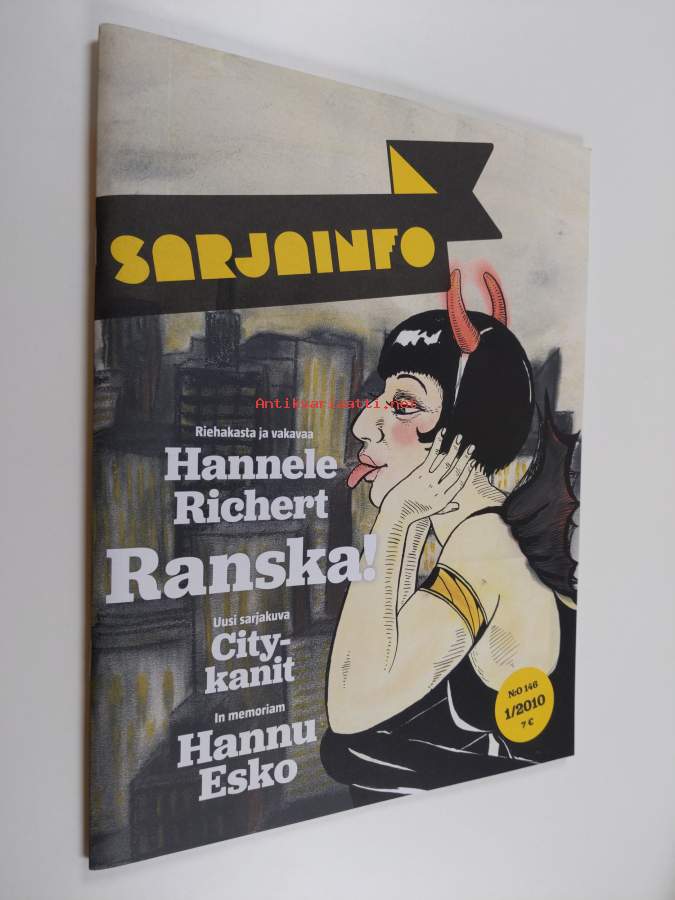 SARJAINFO
Antikvariaatti.net
Riehakasta ja vakavaa
Hannele
Richert
Ranska!
Uusi sarjakuva
City-
kanit
In memoriam
Hannu
Esko
N:O 146
1/2010
7 €